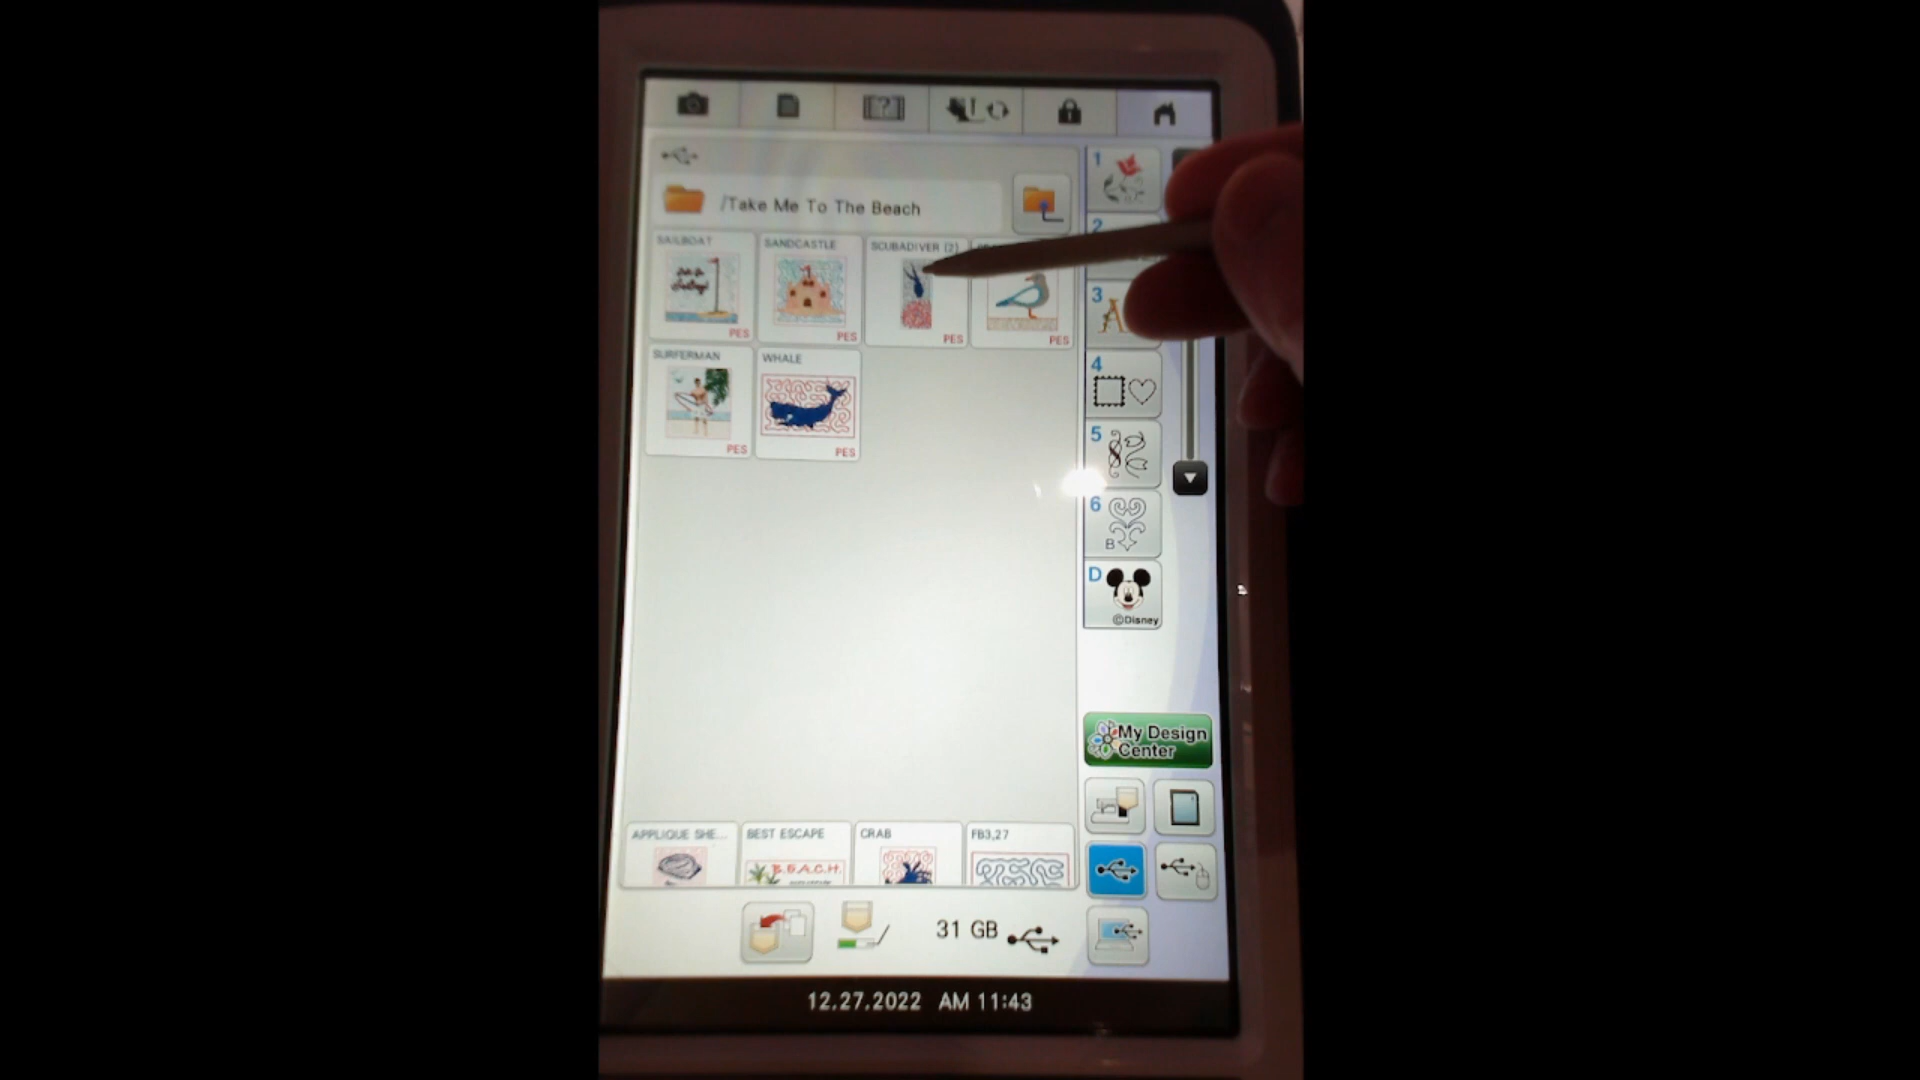 /Take Me To The Beach
SAILBOAT
SANDCASTLE
SCUBADIVER (2)
PES
PES
PES
PES
SURFERMAN
WHALE
PES
PES
1
2
3
4
5
6
B
D
©Disney
My Design
Center
APPLIQUE SHE...
BEST ESCAPE
CRAB
FB3,27
B.E.A.C.H.
31 GB
12.27.2022 AM 11:43